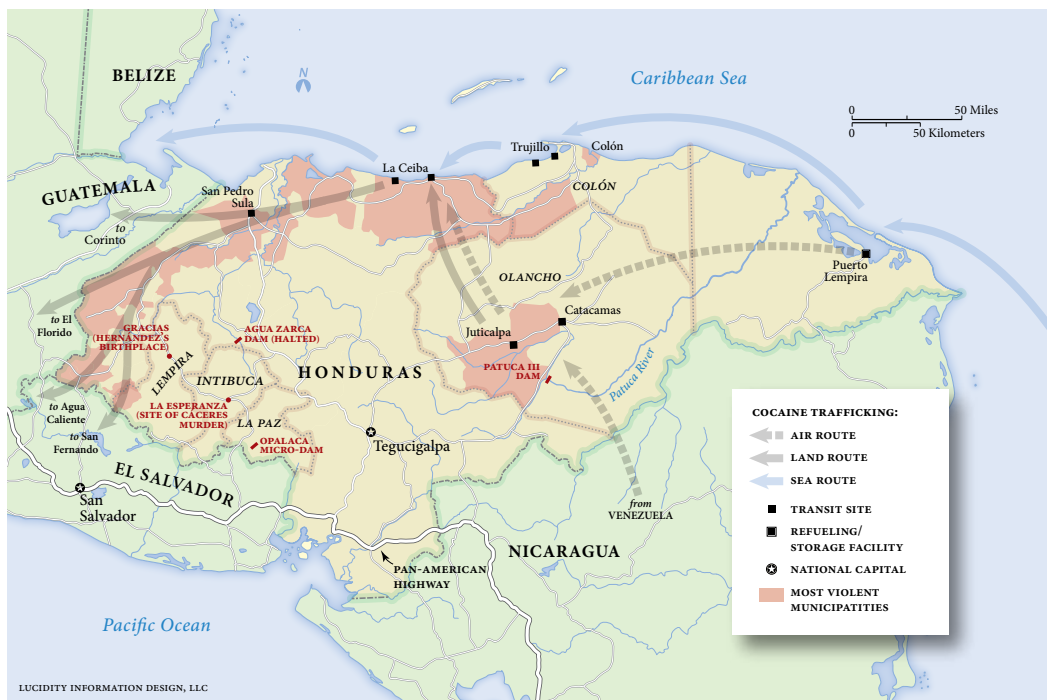 BELIZE
N
Caribbean Sea
0 50 Miles
0 50 Kilometers
GUATEMALA
to
Corinto
San Pedro
Sula
La Ceiba
Trujillo
Colón
COLÓN
OLANCHO
Puerto
Lempira
Catacamas
Juticalpa
to El
Florido
GRACIAS
(HERNÁNDEZ'S
BIRTHPLACE)
AGUA ZARCA
DAM (HALTED)
LEMPIRA
INTIBUCA
HONDURAS
PATUCA III
DAM
Patuca River
to Agua
Caliente
LA ESPERANZA
(SITE OF CÁCERES
MURDER)
LA PAZ
to San
Fernando
OPALACA
MICRO-DAM
Tegucigalpa
EL SALVADOR
San
Salvador
from
VENEZUELA
NICARAGUA
PAN-AMERICAN
HIGHWAY
Pacific Ocean
COCAINE TRAFFICKING:
AIR ROUTE
LAND ROUTE
SEA ROUTE
TRANSIT SITE
REFUELING/
STORAGE FACILITY
NATIONAL CAPITAL
MOST VIOLENT
MUNICIPATITIES
LUCIDITY INFORMATION DESIGN, LLC